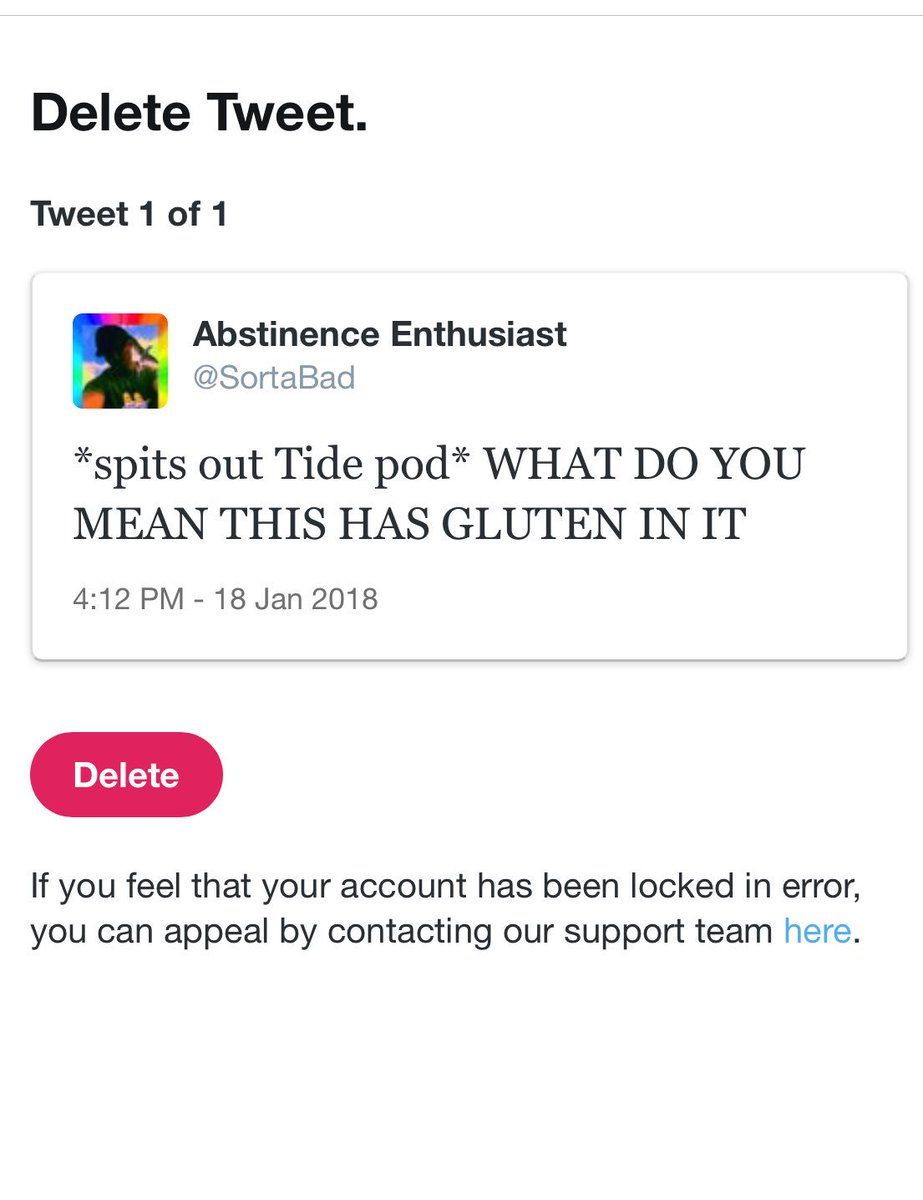 Delete Tweet.
Tweet 1 of 1
Abstinence Enthusiast
@SortaBad
*spits out Tide pod* WHAT DO YOU
MEAN THIS HAS GLUTEN IN IT
4:12 PM - 18 Jan 2018
Delete
If you feel that your account has been locked in error,
you can appeal by contacting our support team here.